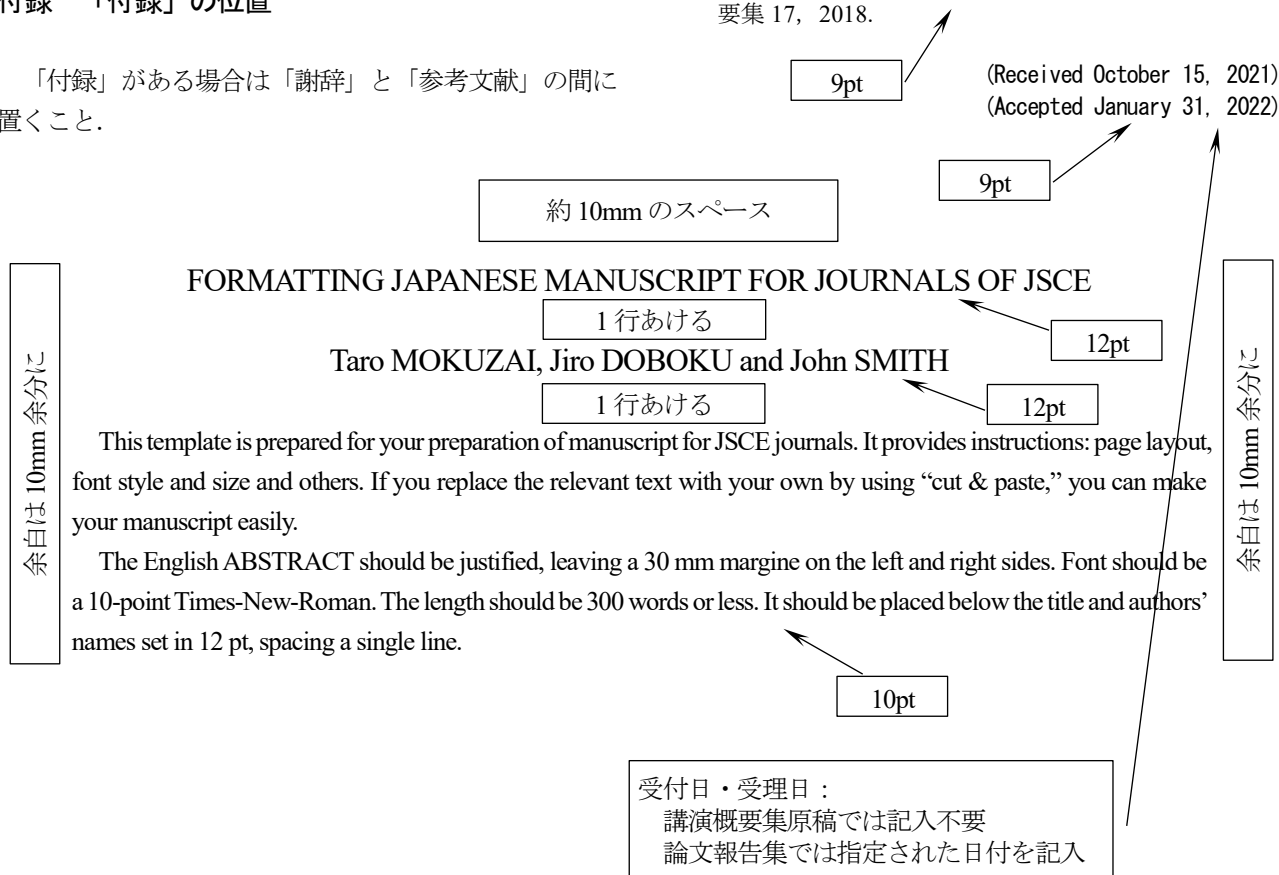 付録 「付録」の位置
「付録」がある場合は「謝辞」と「参考文献」の間に
置くこと.
要集 17, 2018.
9pt
(Received October 15, 2021)
(Accepted January 31, 2022)
9pt
約 10mm のスペース
FORMATTING JAPANESE MANUSCRIPT FOR JOURNALS OF JSCE
1 行あける
12pt
Taro MOKUZAI, Jiro DOBOKU and John SMITH
1 行あける
12pt
余白は 10mm 余分に
余白は 10mm 余分に
This template is prepared for your preparation of manuscript for JSCE journals. It provides instructions: page layout,
font style and size and others. If you replace the relevant text with your own by using “cut & paste,” you can make
your manuscript easily.
The English ABSTRACT should be justified, leaving a 30 mm margine on the left and right sides. Font should be
a 10-point Times-New-Roman. The length should be 300 words or less. It should be placed below the title and authors’
names set in 12 pt, spacing a single line.
10pt
受付日・受理日：
講演概要集原稿では記入不要
論文報告集では指定された日付を記入